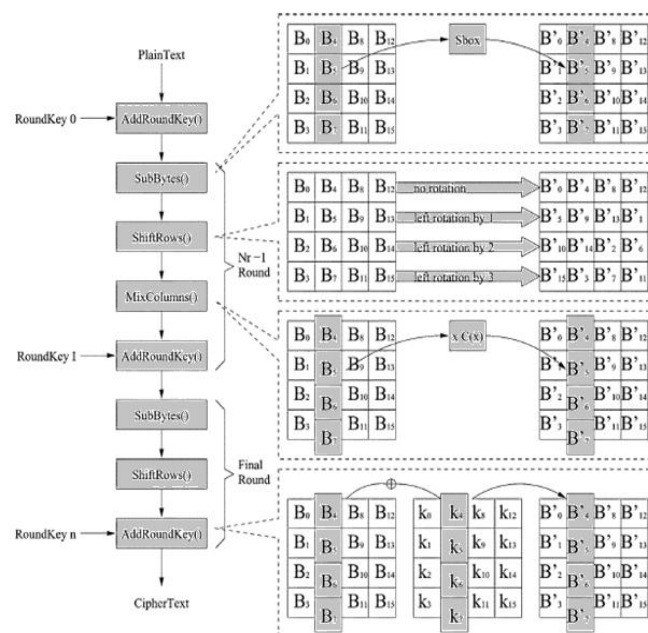 PlainText
RoundKey 0
AddRoundKey()
SubBytes()
ShiftRows()
MixColumns()
Nr −1
Round
RoundKey 1
AddRoundKey()
SubBytes()
ShiftRows()
Final
Round
RoundKey n
AddRoundKey()
CipherText
B₀ B₄ B₈ B₁₂
B₁ B₅ B₉ B₁₃
B₂ B₆ B₁₀ B₁₄
B₃ B₇ B₁₁ B₁₅
Sbox
B'₀ B'₄ B'₈ B'₁₂
B'₁ B'₅ B'₉ B'₁₃
B'₂ B'₆ B'₁₀ B'₁₄
B'₃ B'₇ B'₁₁ B'₁₅
B₀ B₄ B₈ B₁₂ no rotation B'₀ B'₄ B'₈ B'₁₂
B₁ B₅ B₉ B₁₃ left rotation by 1 B'₅ B'₉ B'₁₃ B'₁
B₂ B₆ B₁₀ B₁₄ left rotation by 2 B'₁₀ B'₁₄ B'₂ B'₆
B₃ B₇ B₁₁ B₁₅ left rotation by 3 B'₁₅ B'₃ B'₇ B'₁₁
B₀ B₄ B₈ B₁₂
B₁ B₅ B₉ B₁₃
B₂ B₆ B₁₀ B₁₄
B₃ B₇ B₁₁ B₁₅
x C(x)
B'₀ B'₄ B'₈ B'₁₂
B'₁ B'₅ B'₉ B'₁₃
B'₂ B'₆ B'₁₀ B'₁₄
B'₃ B'₇ B'₁₁ B'₁₅
⊕
B₀ B₄ B₈ B₁₂
B₁ B₅ B₉ B₁₃
B₂ B₆ B₁₀ B₁₄
B₃ B₇ B₁₁ B₁₅
k₀ k₄ k₈ k₁₂
k₁ k₅ k₉ k₁₃
k₂ k₆ k₁₀ k₁₄
k₃ k₇ k₁₁ k₁₅
B'₀ B'₄ B'₈ B'₁₂
B'₁ B'₅ B'₉ B'₁₃
B'₂ B'₆ B'₁₀ B'₁₄
B'₃ B'₇ B'₁₁ B'₁₅